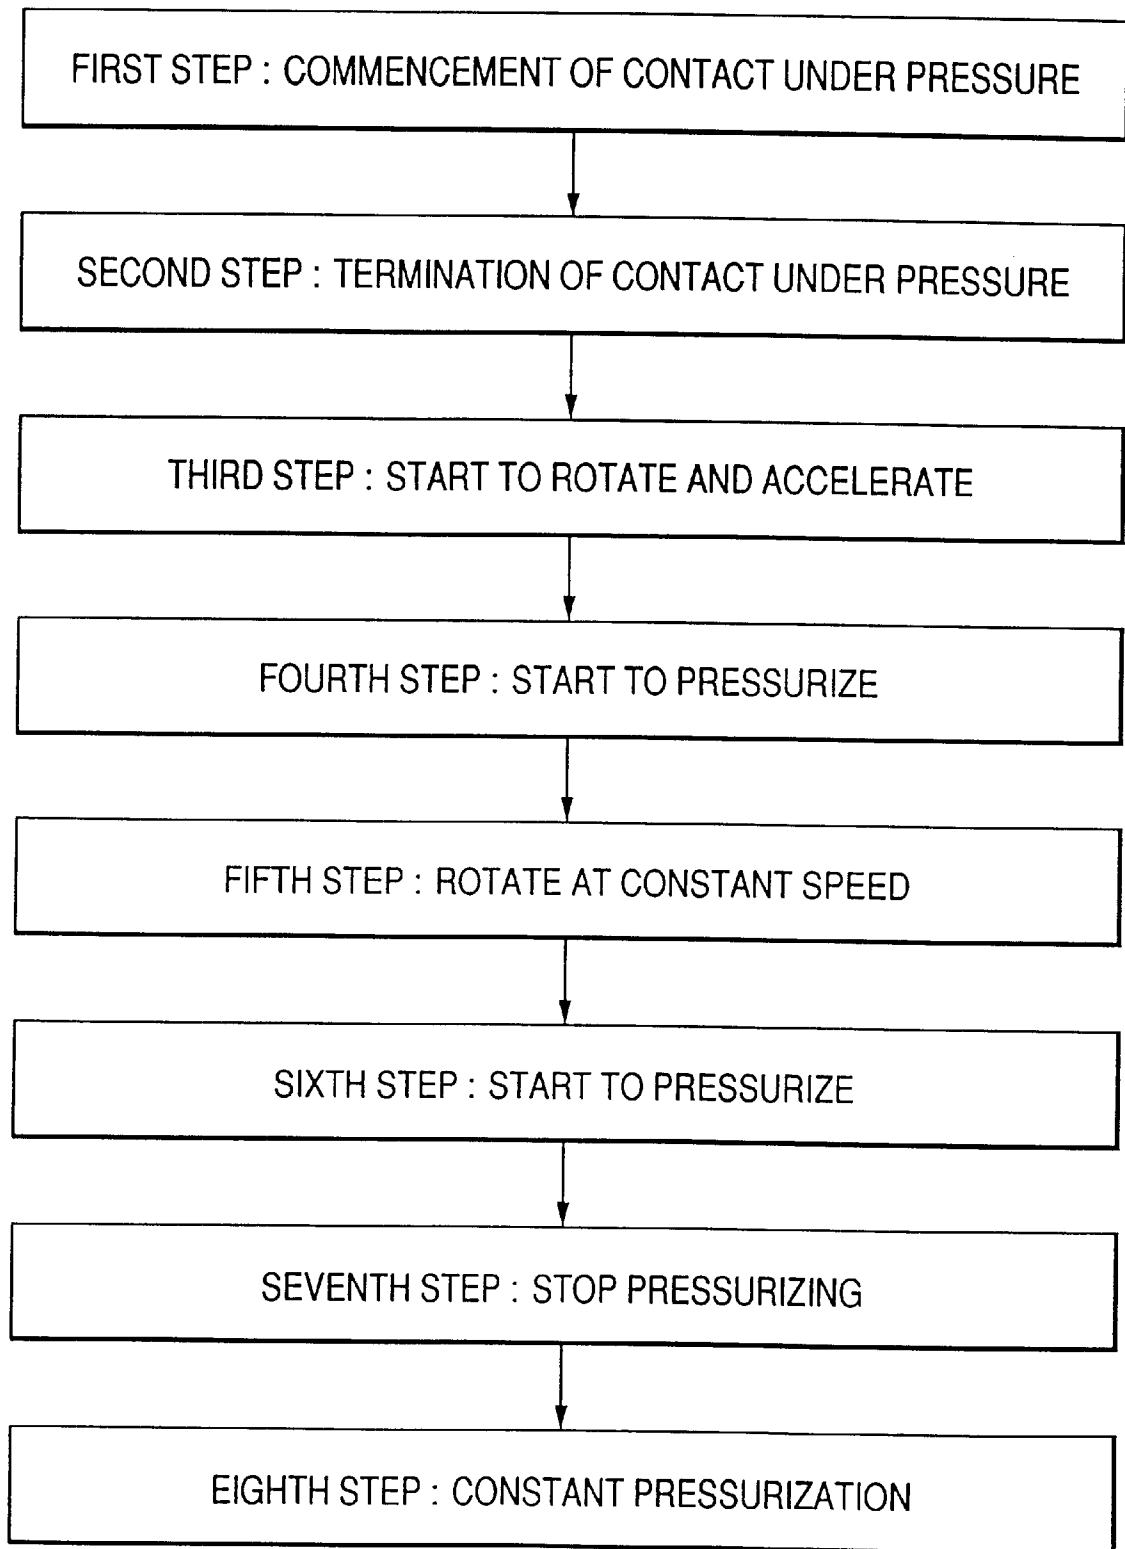 FIRST STEP : COMMENCEMENT OF CONTACT UNDER PRESSURE
SECOND STEP : TERMINATION OF CONTACT UNDER PRESSURE
THIRD STEP : START TO ROTATE AND ACCELERATE
FOURTH STEP : START TO PRESSURIZE
FIFTH STEP : ROTATE AT CONSTANT SPEED
SIXTH STEP : START TO PRESSURIZE
SEVENTH STEP : STOP PRESSURIZING
EIGHTH STEP : CONSTANT PRESSURIZATION